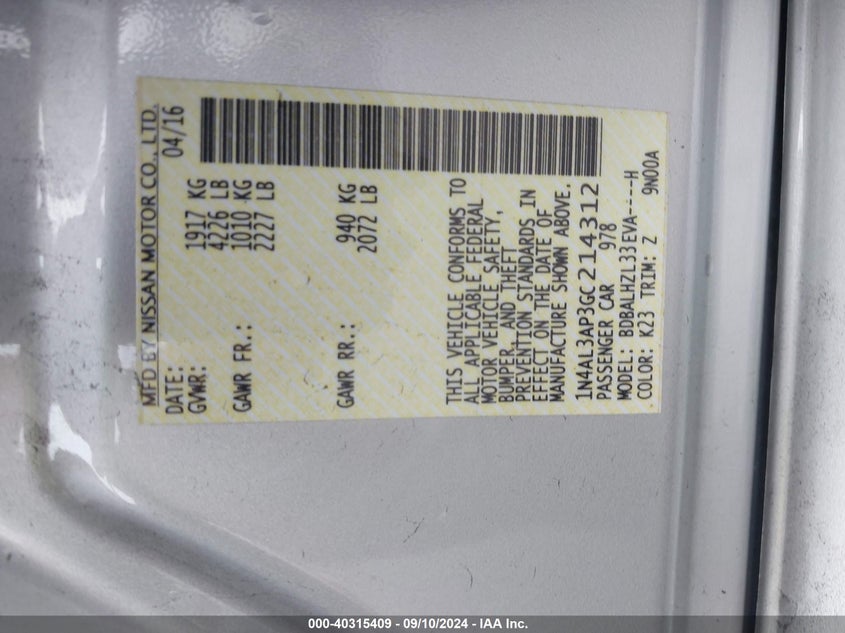 MFD BY NISSAN MOTOR CO., LTD.
DATE: 04/16
GVWR: 1917 KG
4226 LB
GAWR FR.: 1010 KG
2227 LB
GAWR RR.: 940 KG
2072 LB
THIS VEHICLE CONFORMS TO
ALL APPLICABLE FEDERAL
MOTOR VEHICLE SAFETY,
BUMPER, AND THEFT
PREVENTION STANDARDS IN
EFFECT ON THE DATE OF
MANUFACTURE SHOWN ABOVE.
1N4AL3AP3GC214312
PASSENGER CAR 978
MODEL: BDBALHZL33EVA----H
COLOR: K23 TRIM: Z 9N00A
000-40315409 - 09/10/2024 - IAA Inc.